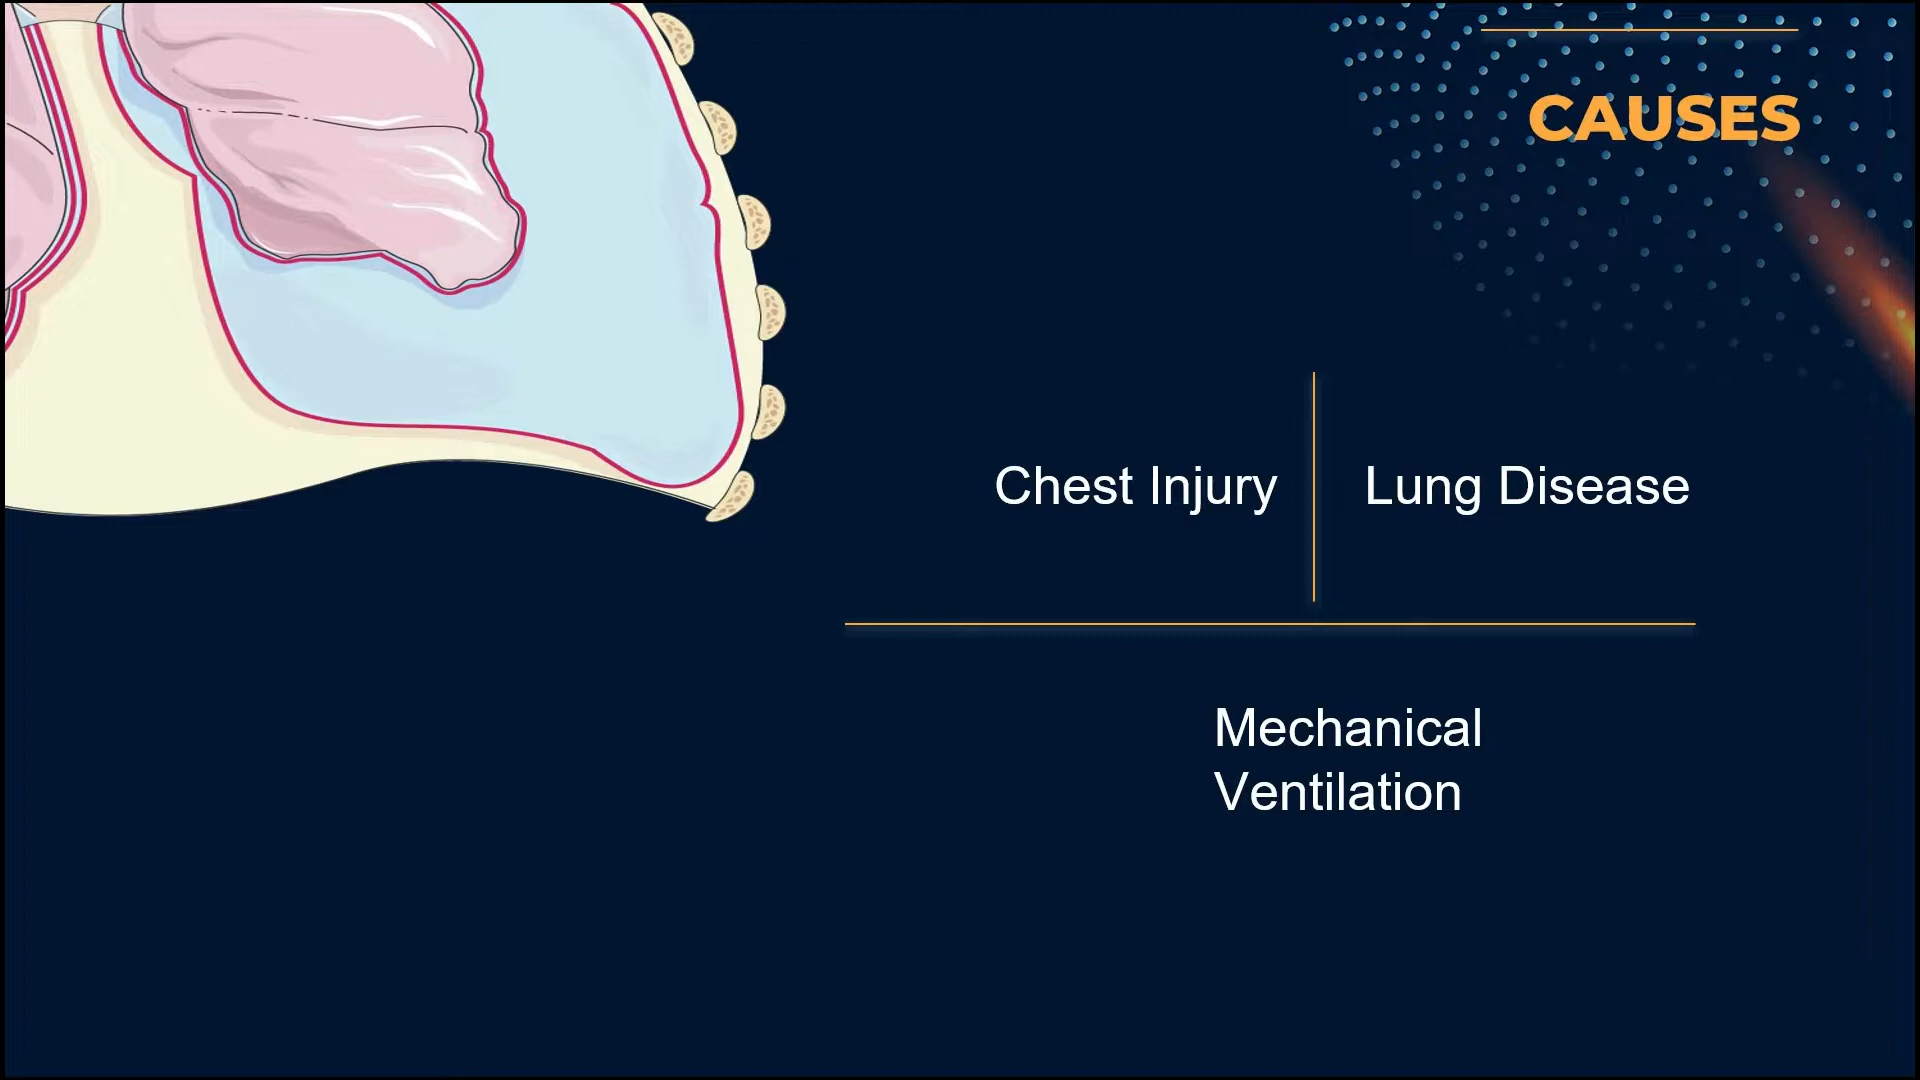 CAUSES
Chest Injury
Lung Disease
Mechanical
Ventilation